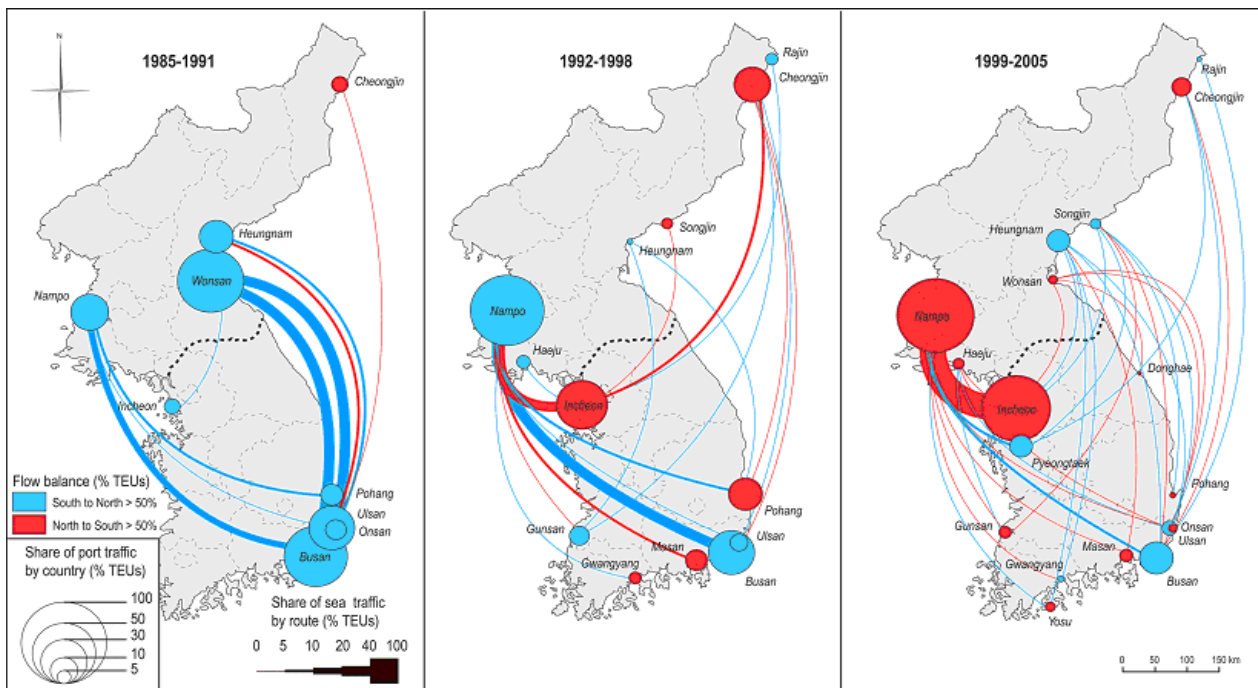 N
1985-1991
Cheongjin
Heungnam
Wonsan
Nampo
Incheon
Pohang
Ulsan
Onsan
Busan
Flow balance (% TEUs)
South to North > 50%
North to South > 50%
Share of port traffic
by country (% TEUs)
100
50
30
10
5
Share of sea traffic
by route (% TEUs)
0 5 10 20 40 100
1992-1998
Rajin
Cheongjin
Songjin
Heungnam
Nampo
Haeju
Incheon
Pohang
Gunsan
Ulsan
Masan
Gwangyang
Busan
1999-2005
Rajin
Cheongjin
Songjin
Heungnam
Wonsan
Nampo
Haeju
Donghae
Incheon
Pyeongtaek
Pohang
Gunsan
Onsan
Ulsan
Masan
Gwangyang
Busan
Yosu
0 50 100 150 km